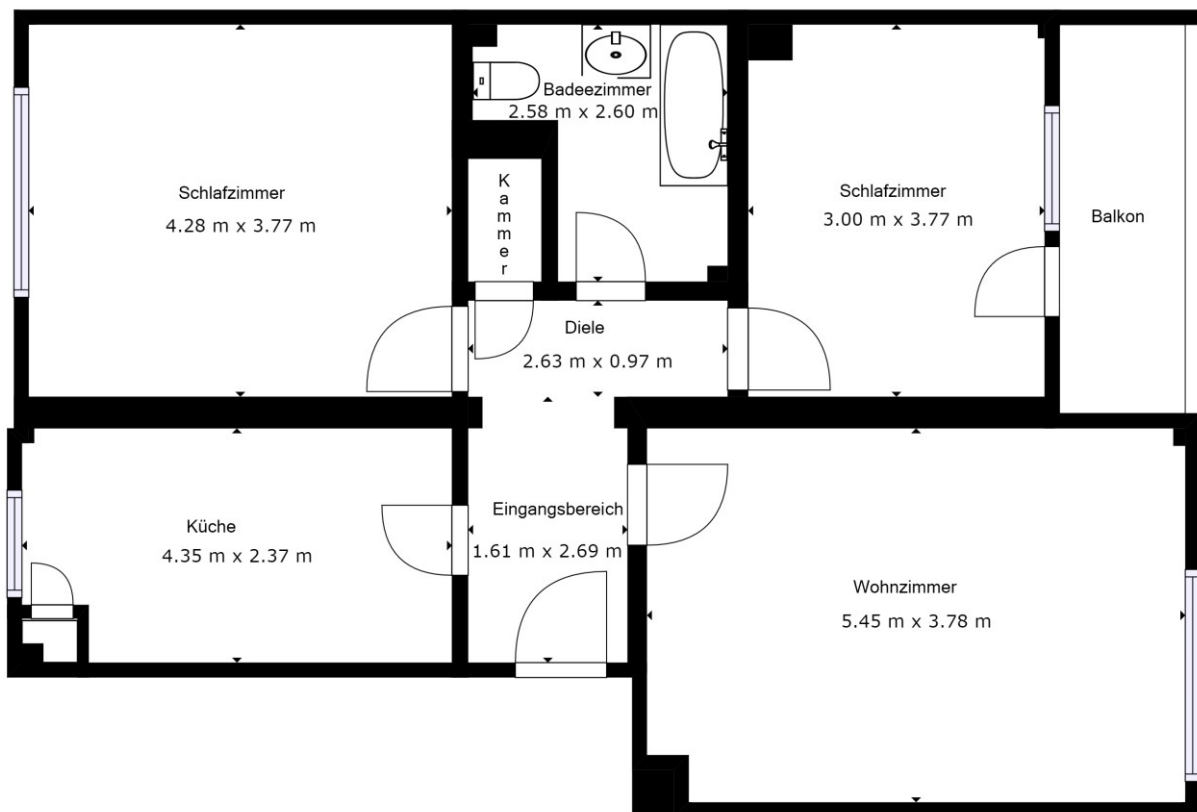 Badeezimmer
2.58 m x 2.60 m
Schlafzimmer
4.28 m x 3.77 m
Kammer
Schlafzimmer
3.00 m x 3.77 m
Balkon
Diele
2.63 m x 0.97 m
Küche
4.35 m x 2.37 m
Eingangsbereich
1.61 m x 2.69 m
Wohnzimmer
5.45 m x 3.78 m